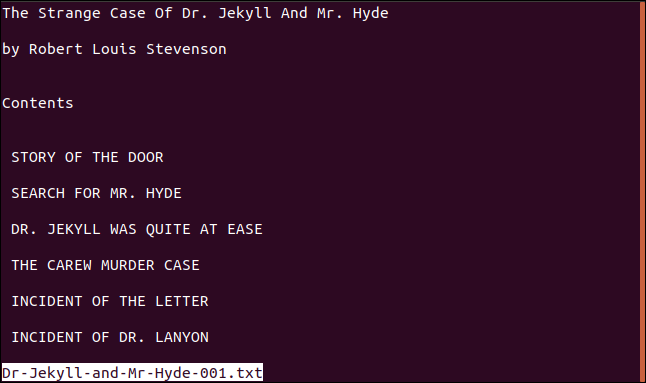 The Strange Case Of Dr. Jekyll And Mr. Hyde
by Robert Louis Stevenson
Contents
STORY OF THE DOOR
SEARCH FOR MR. HYDE
DR. JEKYLL WAS QUITE AT EASE
THE CAREW MURDER CASE
INCIDENT OF THE LETTER
INCIDENT OF DR. LANYON
Dr-Jekyll-and-Mr-Hyde-001.txt